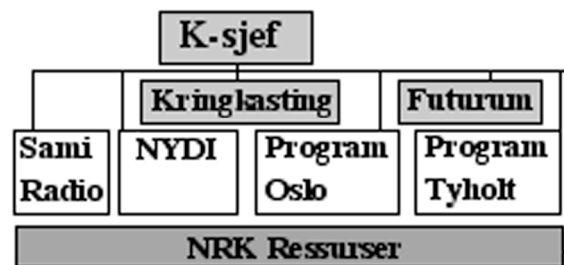 K-sjef
Kringkasting
Futurum
Sami
Radio
NYDI
Program
Oslo
Program
Tyholt
NRK Ressurser